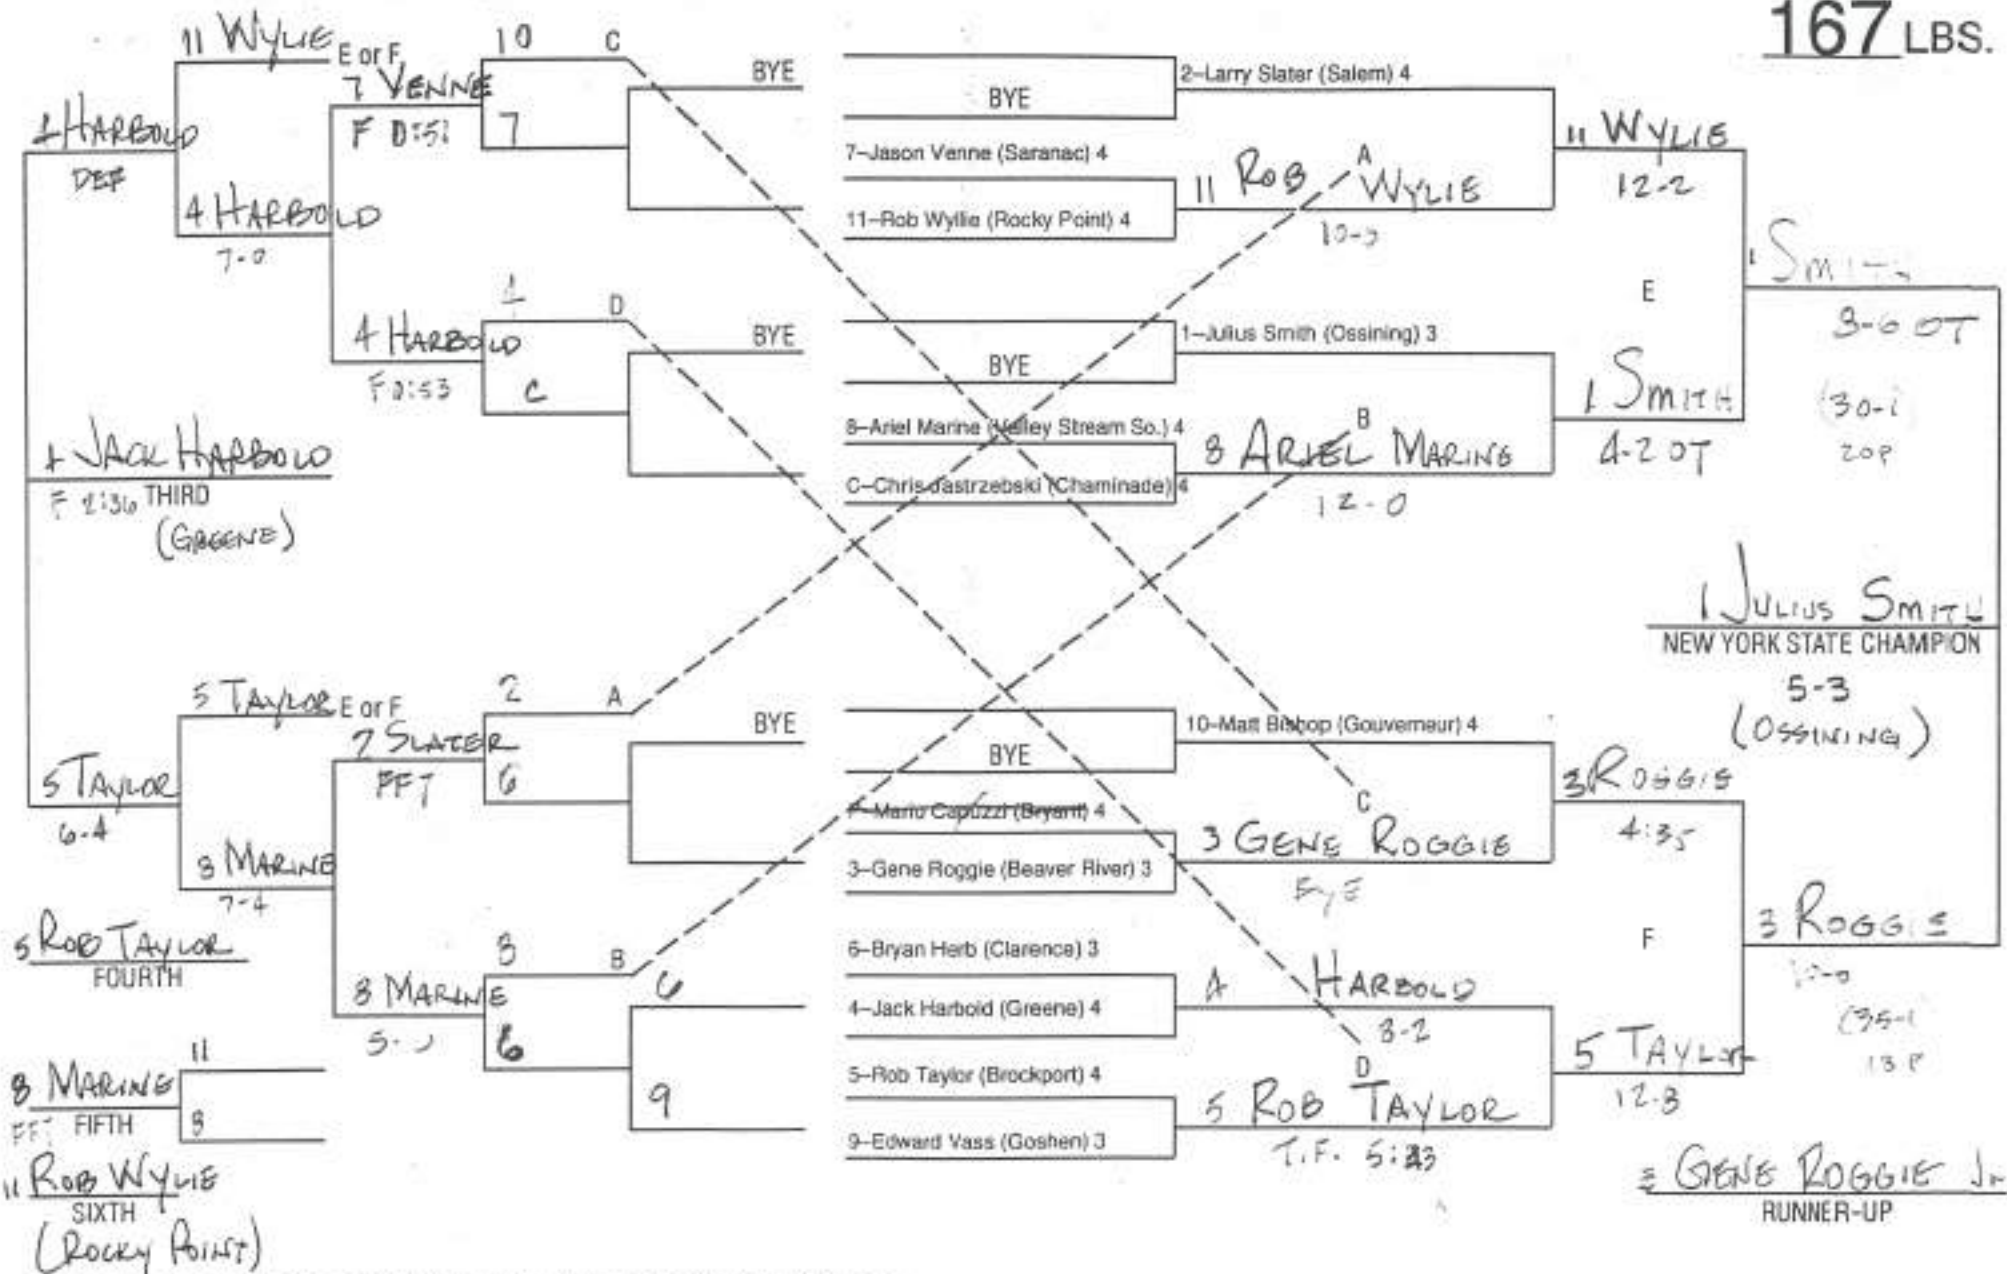 167 LBS.
11 WYLIE
E or F
7 VENNE
F 0:51
10
C
7
1 HARBOLD
DEF
4 HARBOLD
7-0
4 HARBOLD
F 2:53
1
D
C
1 JACK HARBOLD
F 2:36 THIRD
(GREENE)
5 TAYLOR
E or F
2 SLATER
FFT
2
A
6
5 TAYLOR
6-4
8 MARINE
7-4
8 MARINE
8
B
6
5 ROB TAYLOR
FOURTH
8 MARINE
FFT FIFTH
11
8
11 ROB WYLIE
SIXTH
(ROCKY POINT)
BYE
BYE
BYE
6
9
BYE
7–Jason Venne (Saranac) 4
11–Rob Wyllie (Rocky Point) 4
BYE
8–Ariel Marine (Valley Stream So.) 4
C–Chris Jastrzebski (Chaminade) 4
BYE
Mario Capuzzi (Bryant) 4
3–Gene Roggie (Beaver River) 3
6–Bryan Herb (Clarence) 3
4–Jack Harbold (Greene) 4
5–Rob Taylor (Brockport) 4
9–Edward Vass (Goshen) 3
2–Larry Slater (Salem) 4
A
11 ROB WYLIE
1–Julius Smith (Ossining) 3
B
8 ARIEL MARINE
12-0
10–Matt Bishop (Gouverneur) 4
C
3 GENE ROGGIE
BYE
HARBOLD
3-2
D
5 ROB TAYLOR
T.F.
11 WYLIE
12-2
E
1 SMITH
4-2 OT
3 ROGGIE
4:35
F
5 TAYLOR
12-8
1 SMITH
OT
3 ROGGIE
1 JULIUS SMITH
NEW YORK STATE CHAMPION
5-3
(OSSINING)
GENE ROGGIE Jr
RUNNER-UP